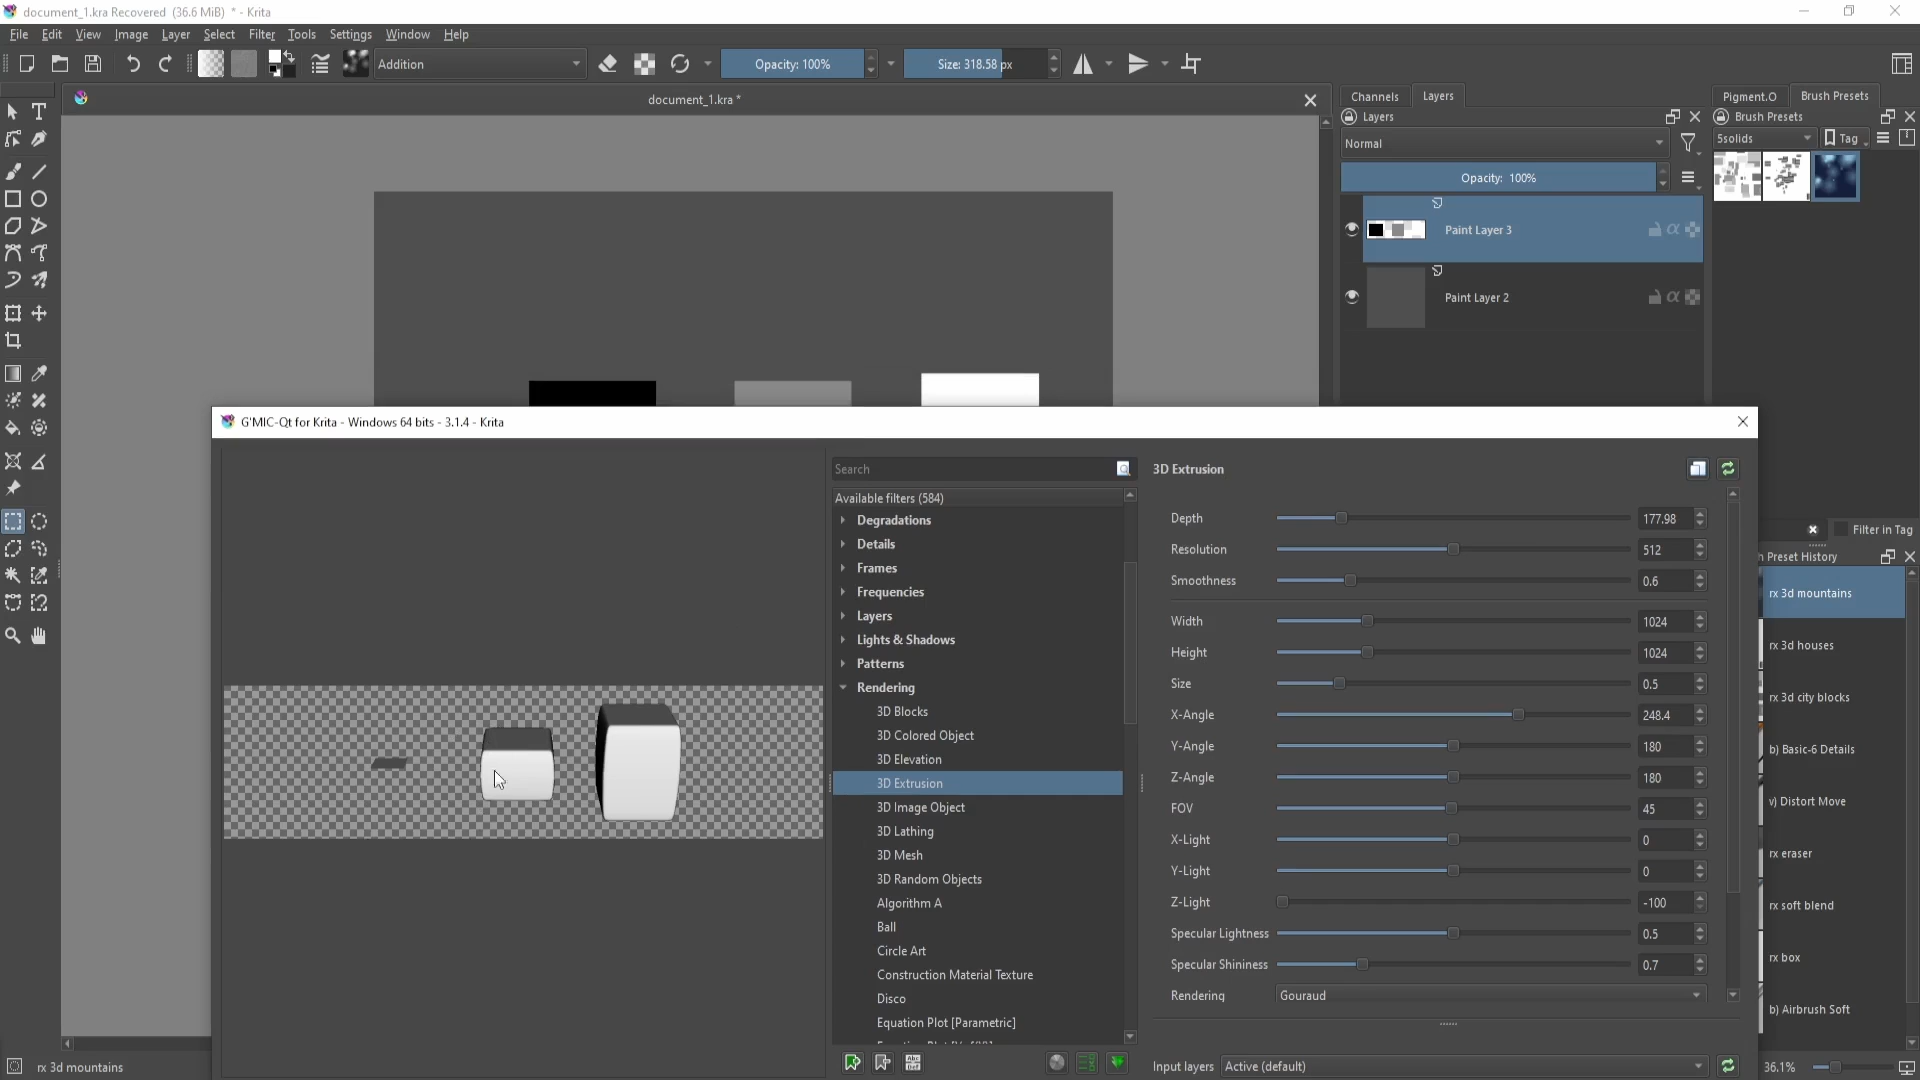 document_1.kra Recovered (36.6 MiB) * - Krita
File Edit View Image Layer Select Filter Tools Settings Window Help
Addition Opacity: 100% Size: 318.58 px
document_1.kra *
Channels Layers
Layers
Normal
Opacity: 100%
Paint Layer 3
Paint Layer 2
Pigment.O Brush Presets
Brush Presets
5solids Tag
Filter in Tag
Preset History
rx 3d mountains
rx 3d houses
rx 3d city blocks
b) Basic-6 Details
v) Distort Move
rx eraser
rx soft blend
rx box
b) Airbrush Soft
G'MIC-Qt for Krita - Windows 64 bits - 3.1.4 - Krita
Search
Available filters (584)
Degradations
Details
Frames
Frequencies
Layers
Lights & Shadows
Patterns
Rendering
3D Blocks
3D Colored Object
3D Elevation
3D Extrusion
3D Image Object
3D Lathing
3D Mesh
3D Random Objects
Algorithm A
Ball
Circle Art
Construction Material Texture
Disco
Equation Plot [Parametric]
3D Extrusion
Depth 177.98
Resolution 512
Smoothness 0.6
Width 1024
Height 1024
Size 0.5
X-Angle 248.4
Y-Angle 180
Z-Angle 180
FOV 45
X-Light 0
Y-Light 0
Z-Light -100
Specular Lightness 0.5
Specular Shininess 0.7
Rendering Gouraud
Input layers Active (default)
rx 3d mountains
36.1%